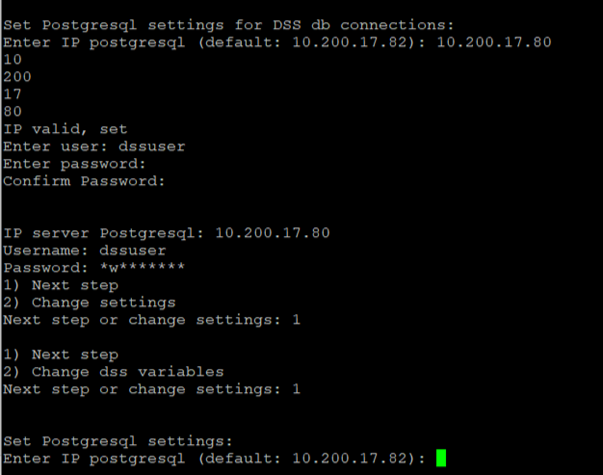 Set Postgresql settings for DSS db connections:
Enter IP postgresql (default: 10.200.17.82): 10.200.17.80
10
200
17
80
IP valid, set
Enter user: dssuser
Enter password:
Confirm Password:
IP server Postgresql: 10.200.17.80
Username: dssuser
Password: *w*******
1) Next step
2) Change settings
Next step or change settings: 1
1) Next step
2) Change dss variables
Next step or change settings: 1
Set Postgresql settings:
Enter IP postgresql (default: 10.200.17.82):